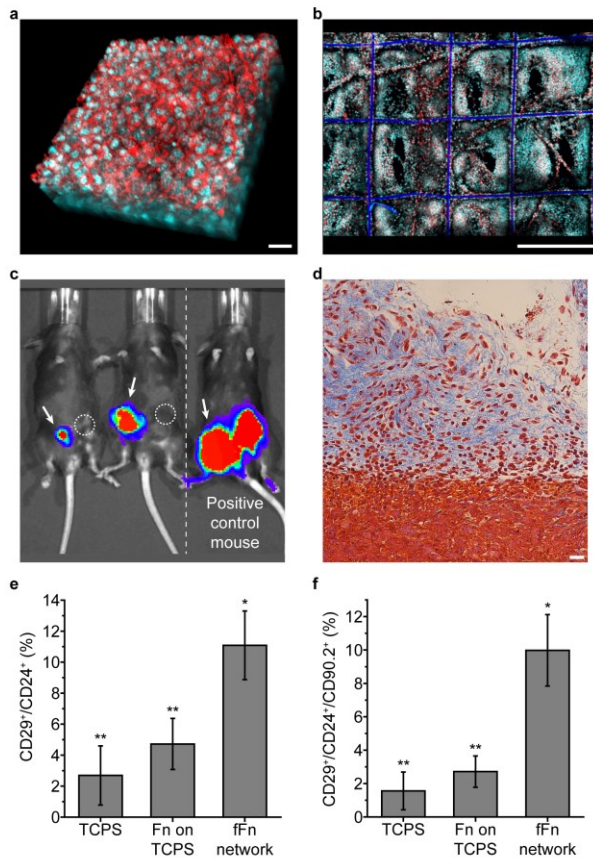 a
b
c
d
Positive
control
mouse
e
f
CD29⁺/CD24⁺ (%)
14
12
10
8
6
4
2
0
**
**
*
TCPS
Fn on
TCPS
fFn
network
CD29⁺/CD24⁺/CD90.2⁺ (%)
14
12
10
8
6
4
2
0
**
**
*
TCPS
Fn on
TCPS
fFn
network